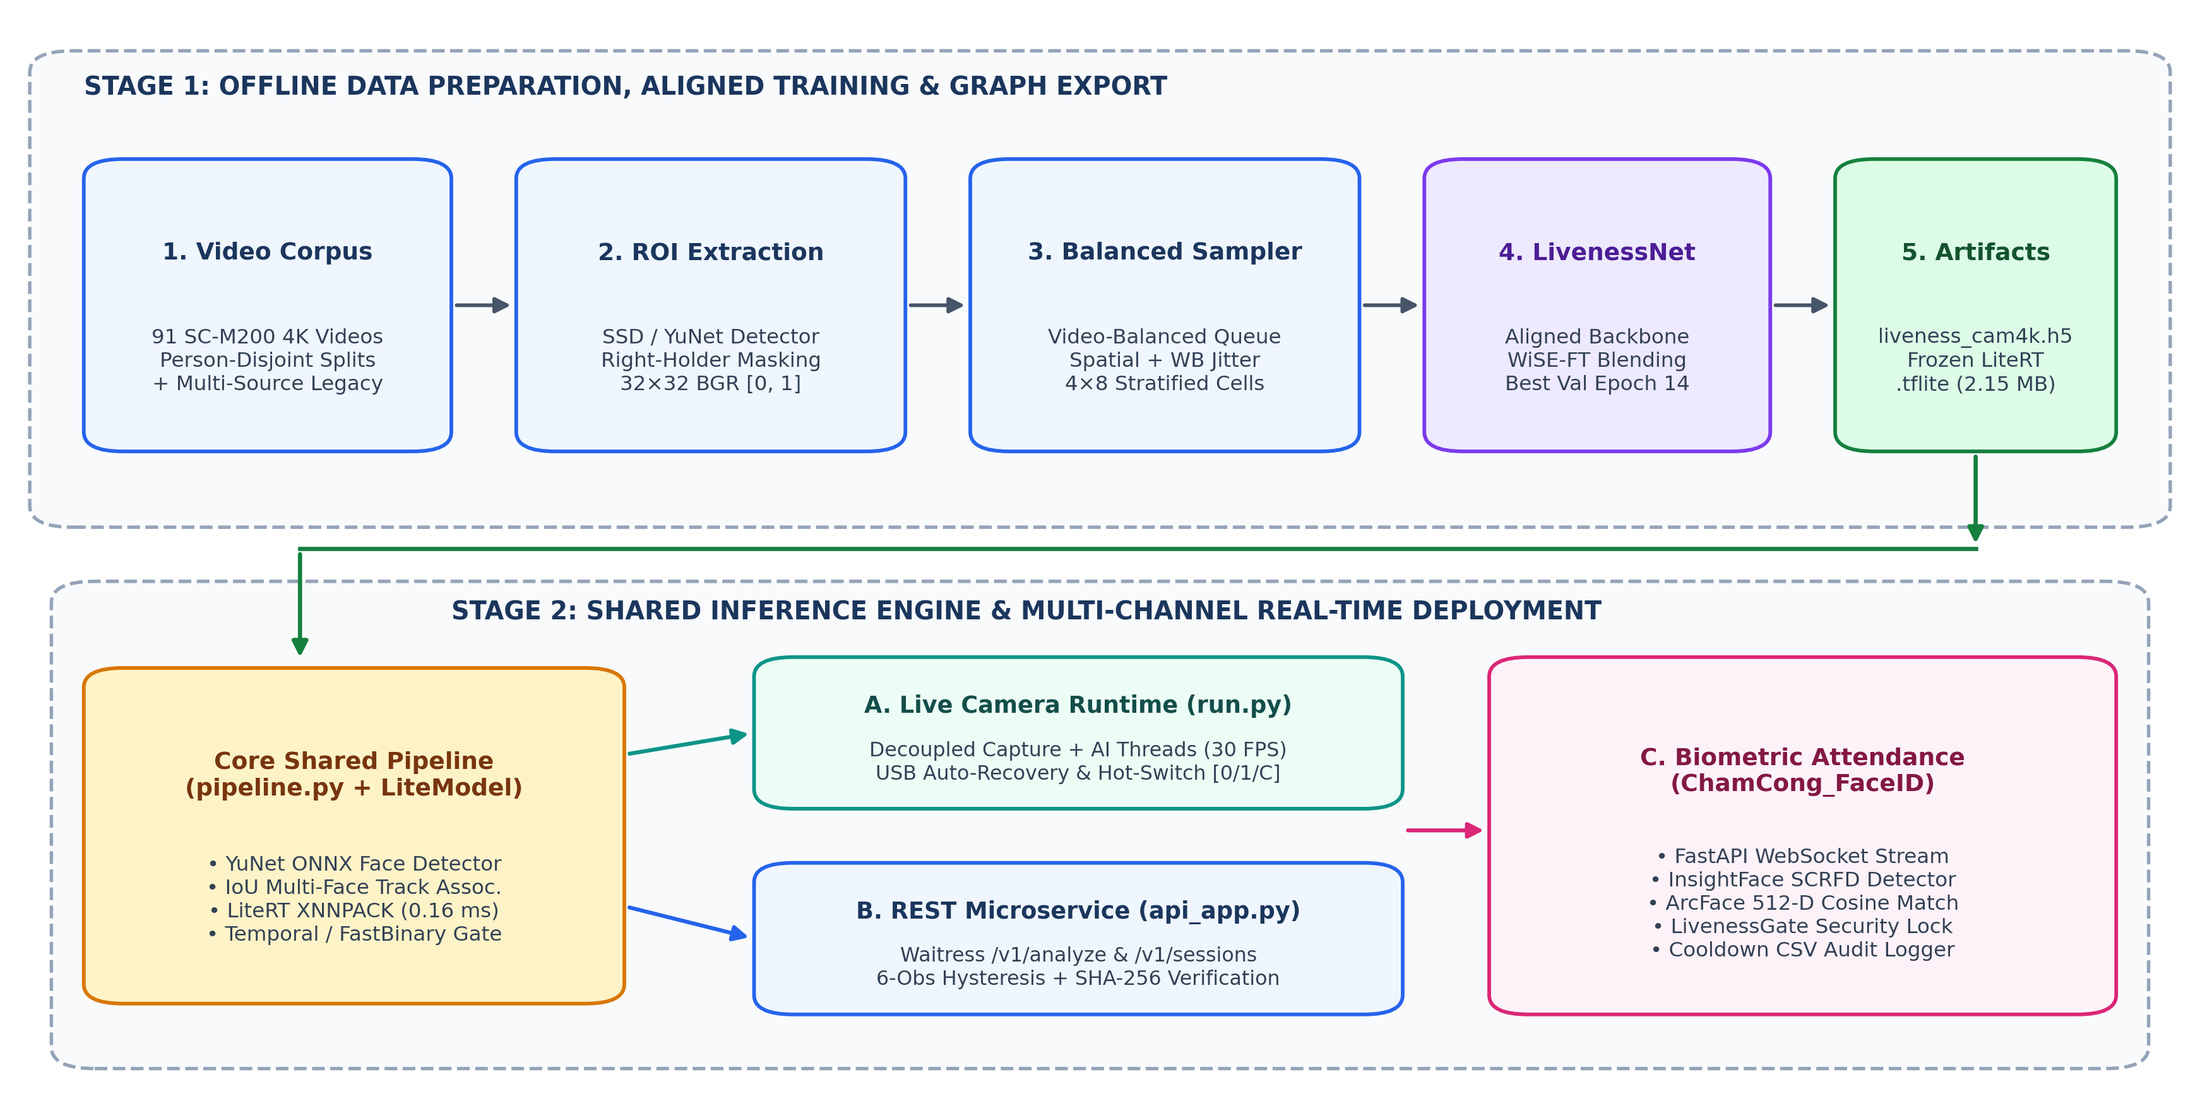 STAGE 1: OFFLINE DATA PREPARATION, ALIGNED TRAINING & GRAPH EXPORT
1. Video Corpus
91 SC-M200 4K Videos
Person-Disjoint Splits
+ Multi-Source Legacy
2. ROI Extraction
SSD / YuNet Detector
Right-Holder Masking
32×32 BGR [0, 1]
3. Balanced Sampler
Video-Balanced Queue
Spatial + WB Jitter
4×8 Stratified Cells
4. LivenessNet
Aligned Backbone
WiSE-FT Blending
Best Val Epoch 14
5. Artifacts
liveness_cam4k.h5
Frozen LiteRT
.tflite (2.15 MB)
STAGE 2: SHARED INFERENCE ENGINE & MULTI-CHANNEL REAL-TIME DEPLOYMENT
Core Shared Pipeline
(pipeline.py + LiteModel)
• YuNet ONNX Face Detector
• IoU Multi-Face Track Assoc.
• LiteRT XNNPACK (0.16 ms)
• Temporal / FastBinary Gate
A. Live Camera Runtime (run.py)
Decoupled Capture + AI Threads (30 FPS)
USB Auto-Recovery & Hot-Switch [0/1/C]
B. REST Microservice (api_app.py)
Waitress /v1/analyze & /v1/sessions
6-Obs Hysteresis + SHA-256 Verification
C. Biometric Attendance
(ChamCong_FaceID)
• FastAPI WebSocket Stream
• InsightFace SCRFD Detector
• ArcFace 512-D Cosine Match
• LivenessGate Security Lock
• Cooldown CSV Audit Logger